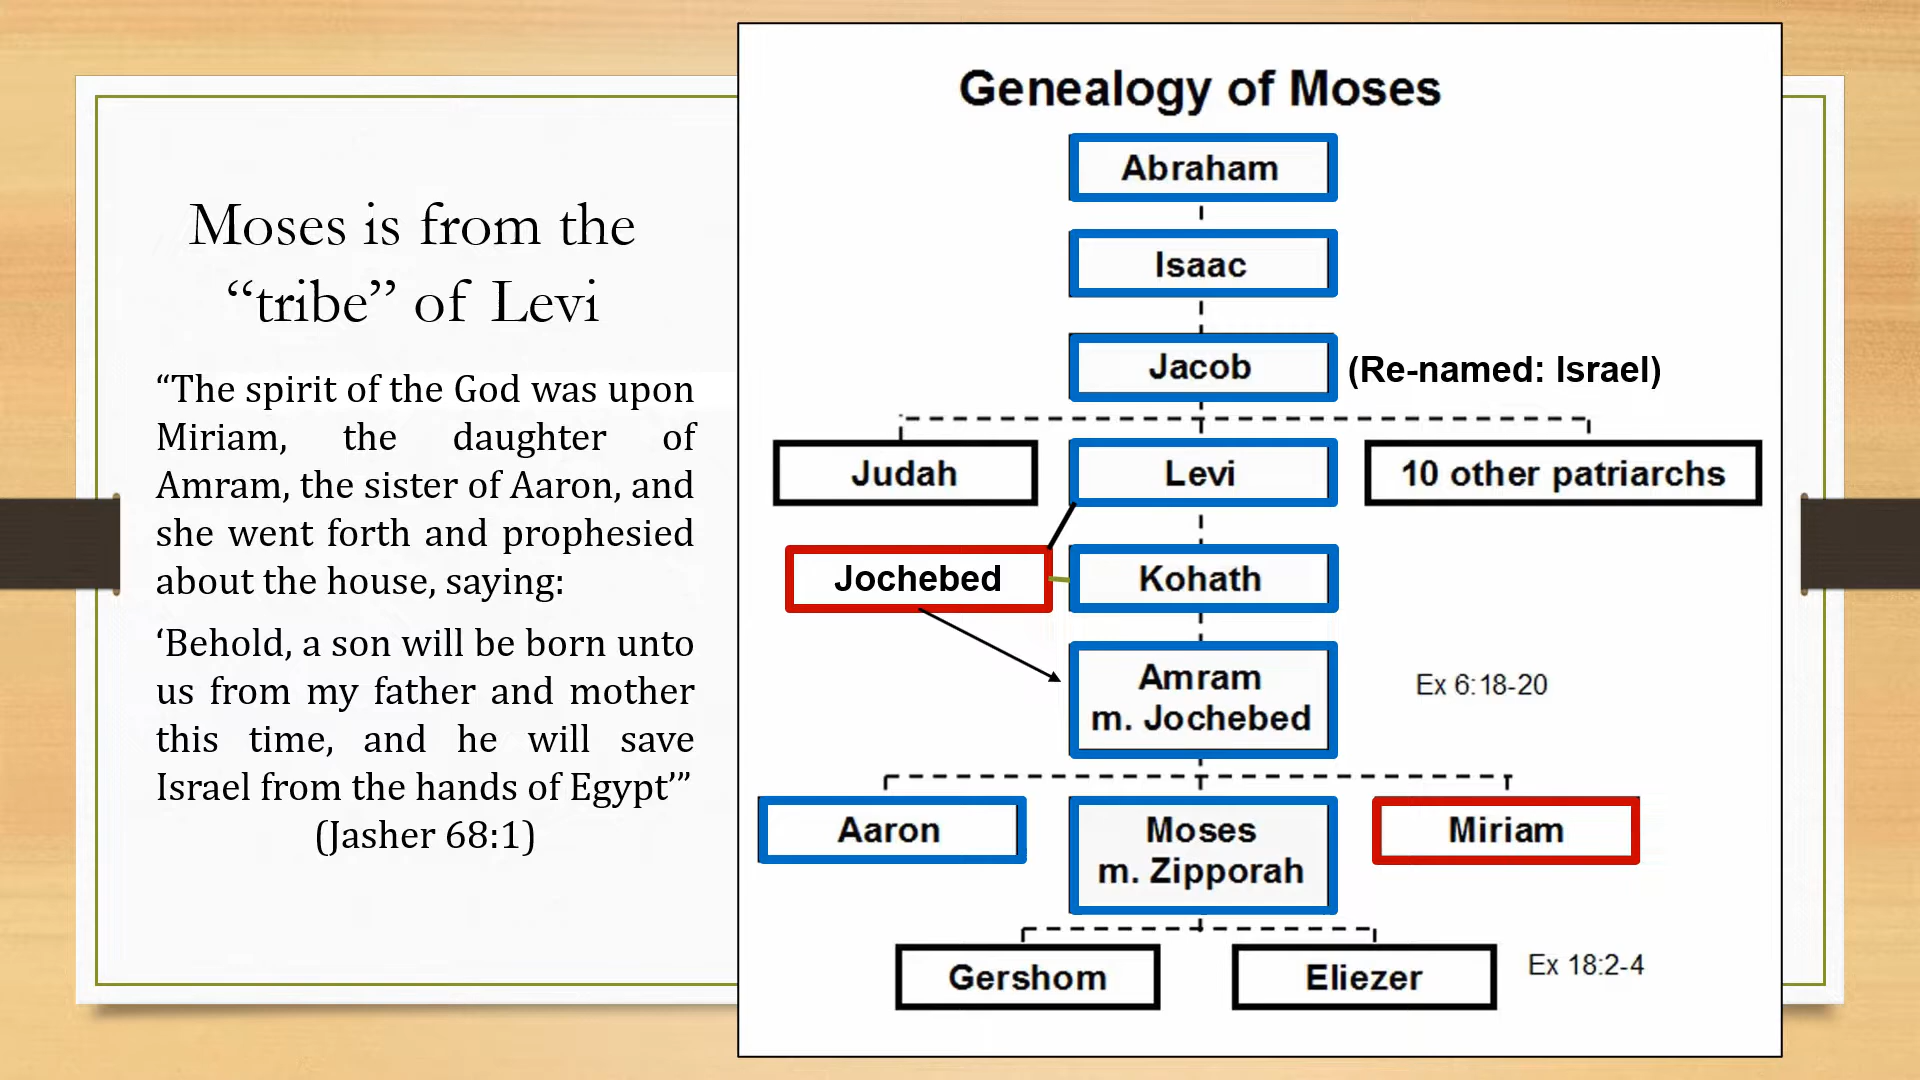 Moses is from the
“tribe” of Levi
“The spirit of the God was upon
Miriam, the daughter of
Amram, the sister of Aaron, and
she went forth and prophesied
about the house, saying:
‘Behold, a son will be born unto
us from my father and mother
this time, and he will save
Israel from the hands of Egypt’”
(Jasher 68:1)
Genealogy of Moses
Abraham
Isaac
Jacob
(Re-named: Israel)
Judah
Levi
10 other patriarchs
Jochebed
Kohath
Amram
m. Jochebed
Ex 6:18-20
Aaron
Moses
m. Zipporah
Miriam
Gershom
Eliezer
Ex 18:2-4